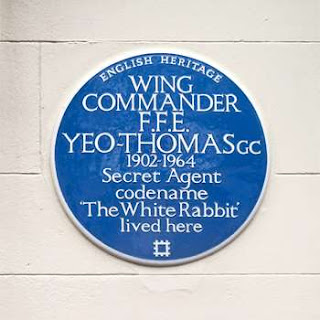 ENGLISH HERITAGE
WING
COMMANDER
F.F.E.
YEO-THOMAS GC
1902-1964
Secret Agent
codename
'The White Rabbit'
lived here